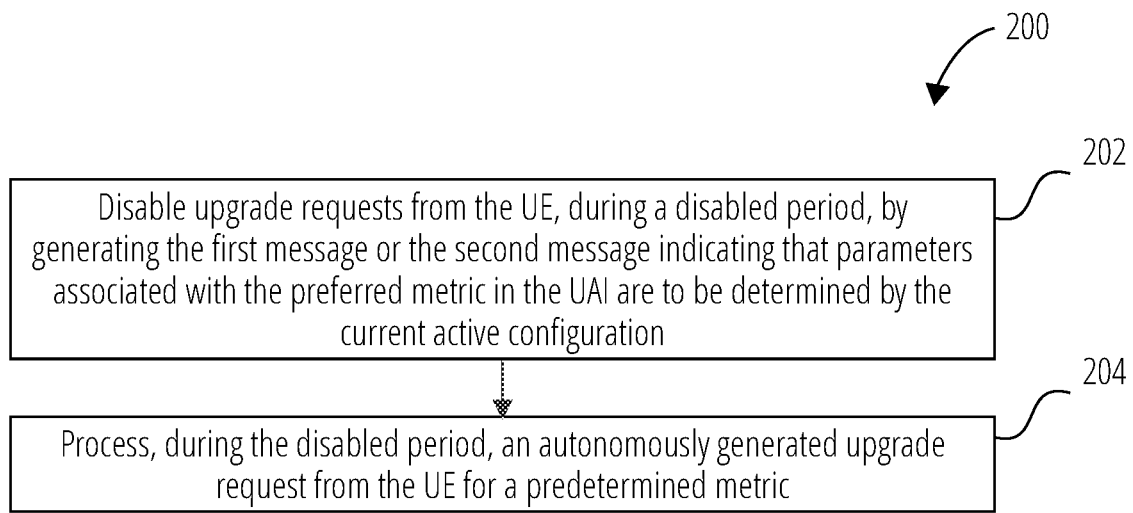 200
202
Disable upgrade requests from the UE, during a disabled period, by
generating the first message or the second message indicating that parameters
associated with the preferred metric in the UAI are to be determined by the
current active configuration
204
Process, during the disabled period, an autonomously generated upgrade
request from the UE for a predetermined metric